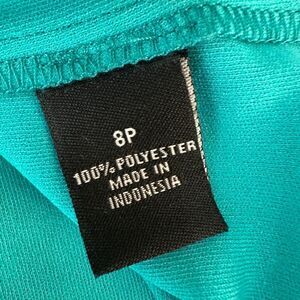 8P
100% POLYESTER
MADE IN
INDONESIA